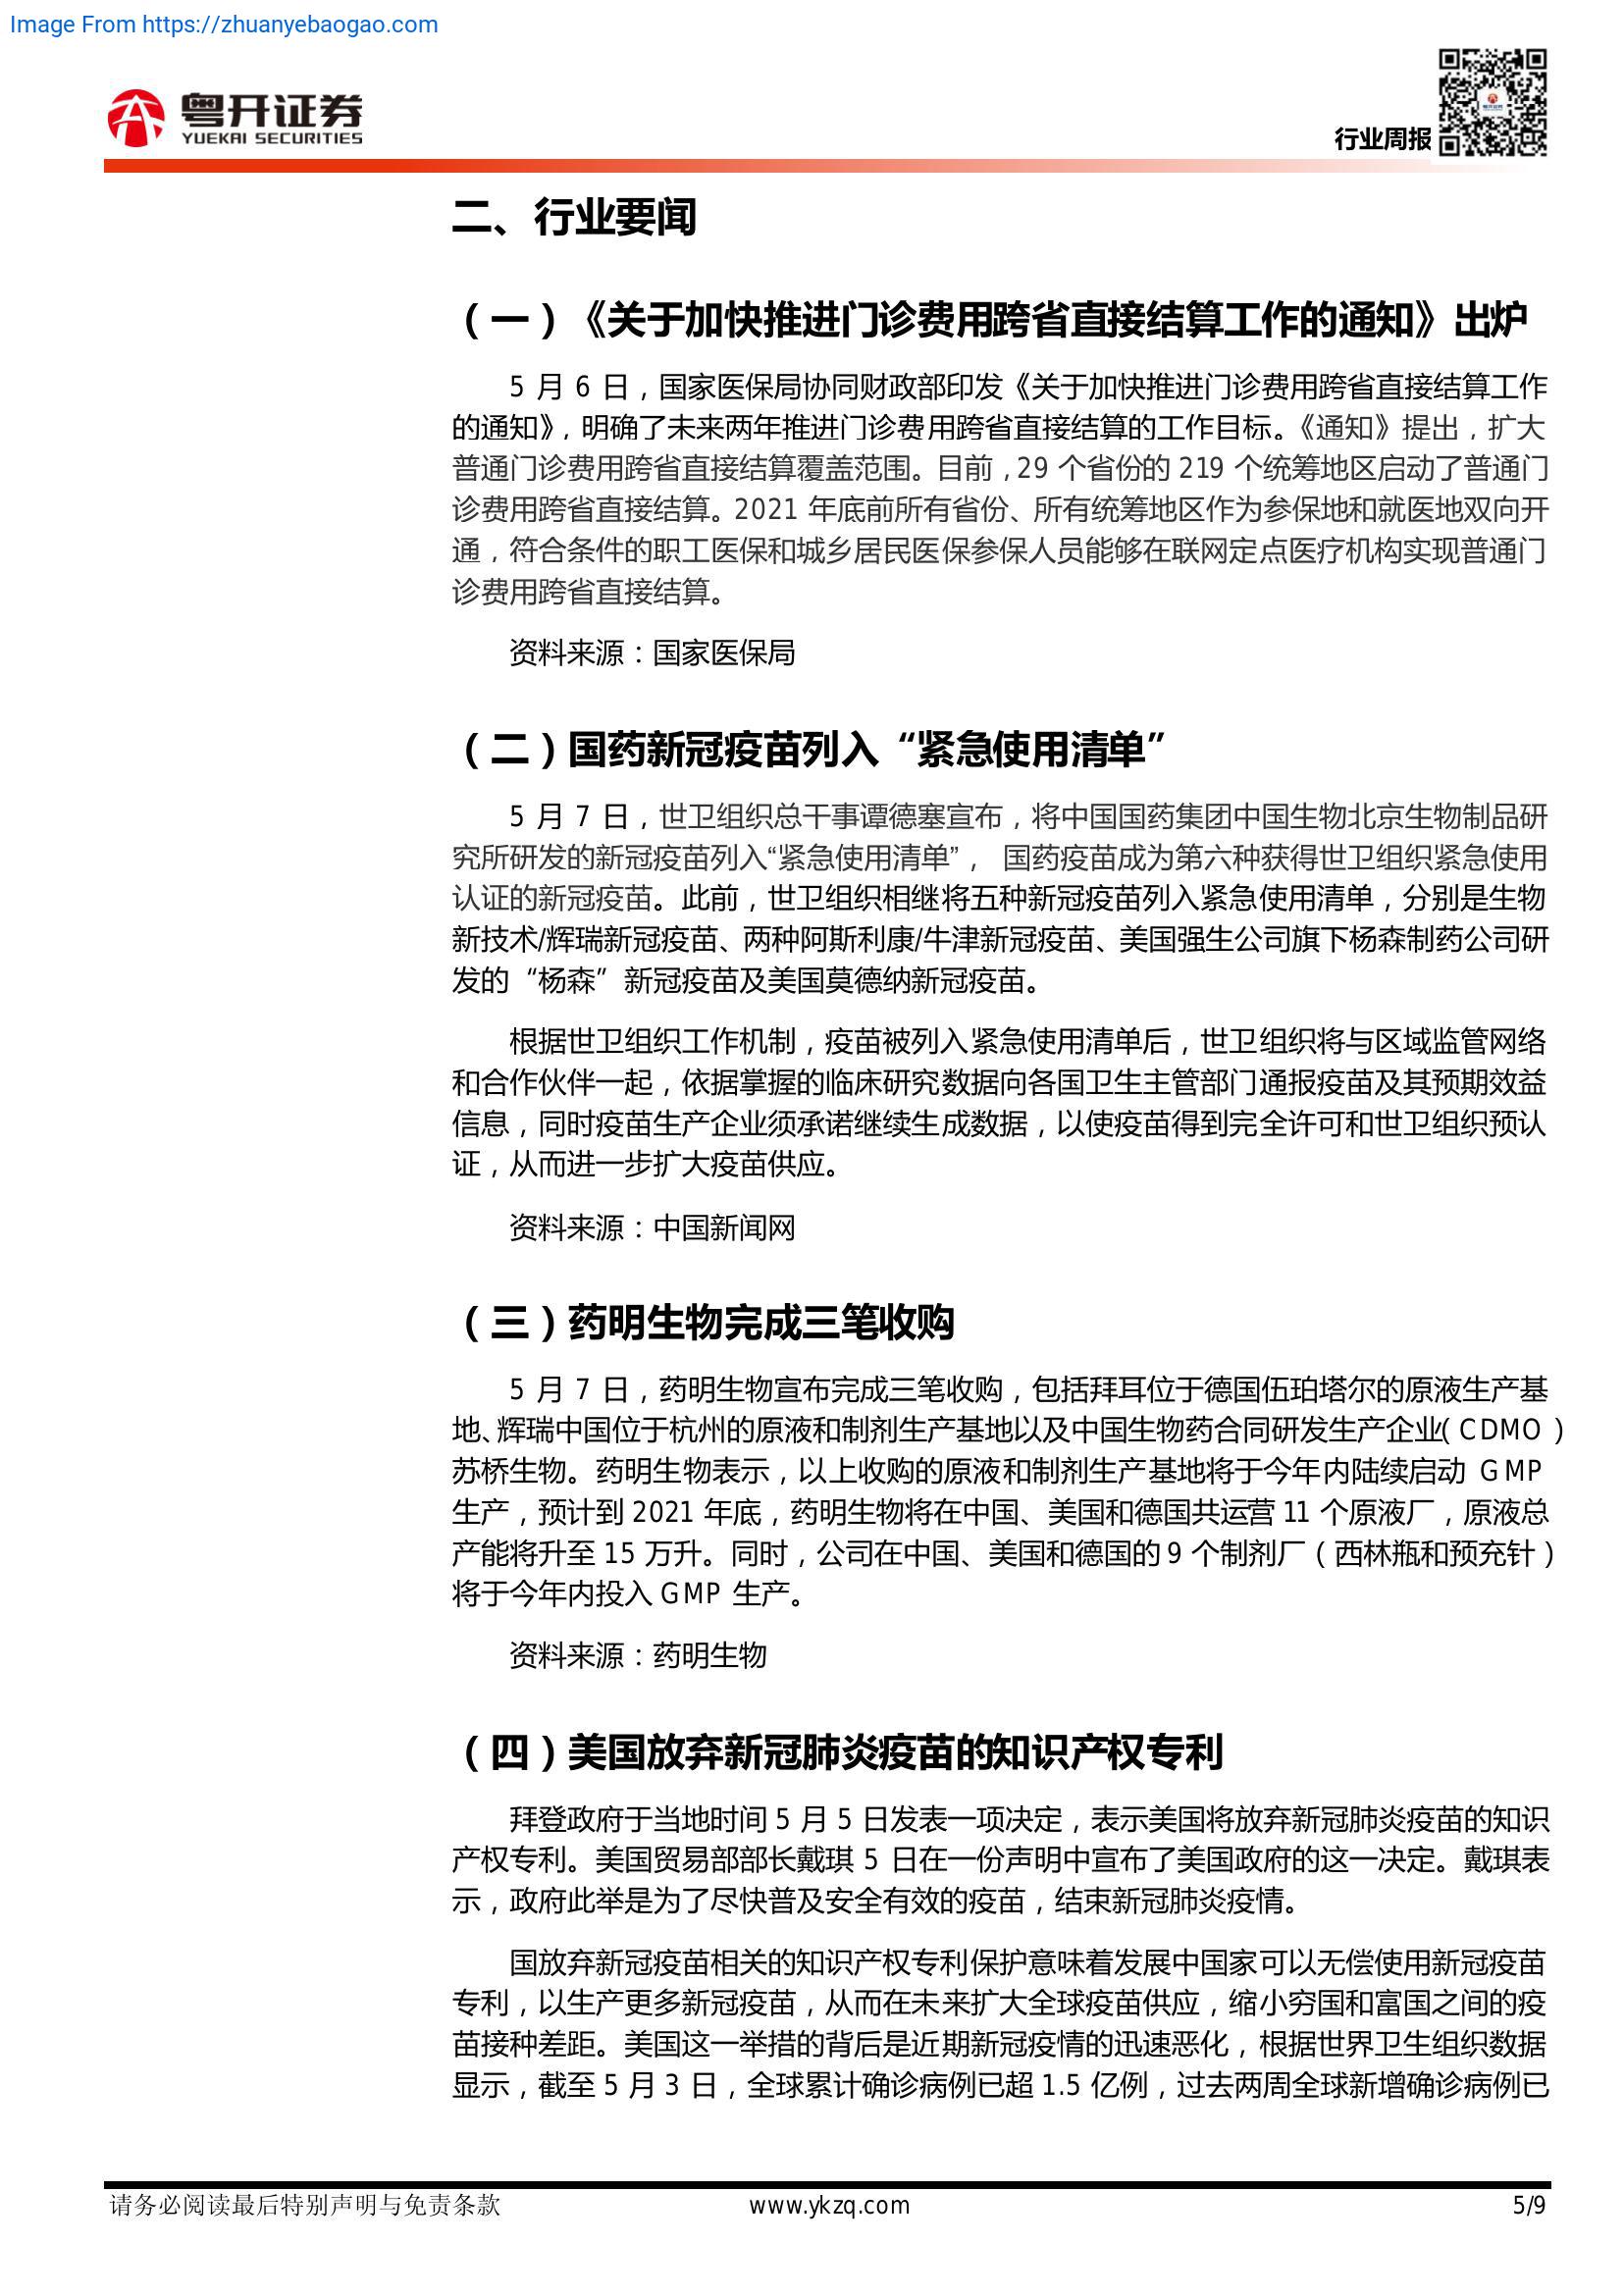 Image From https://zhuanyebaogao.com
粤开证券
YUEKAI SECURITIES
行业周报
二、行业要闻
（一）《关于加快推进门诊费用跨省直接结算工作的通知》出炉
5 月 6 日，国家医保局协同财政部印发《关于加快推进门诊费用跨省直接结算工作
的通知》，明确了未来两年推进门诊费用跨省直接结算的工作目标。《通知》提出，扩大
普通门诊费用跨省直接结算覆盖范围。目前，29 个省份的 219 个统筹地区启动了普通门
诊费用跨省直接结算。2021 年底前所有省份、所有统筹地区作为参保地和就医地双向开
通，符合条件的职工医保和城乡居民医保参保人员能够在联网定点医疗机构实现普通门
诊费用跨省直接结算。
资料来源：国家医保局
（二）国药新冠疫苗列入“紧急使用清单”
5 月 7 日，世卫组织总干事谭德塞宣布，将中国国药集团中国生物北京生物制品研
究所研发的新冠疫苗列入“紧急使用清单”， 国药疫苗成为第六种获得世卫组织紧急使用
认证的新冠疫苗。此前，世卫组织相继将五种新冠疫苗列入紧急使用清单，分别是生物
新技术/辉瑞新冠疫苗、两种阿斯利康/牛津新冠疫苗、美国强生公司旗下杨森制药公司研
发的“杨森”新冠疫苗及美国莫德纳新冠疫苗。
根据世卫组织工作机制，疫苗被列入紧急使用清单后，世卫组织将与区域监管网络
和合作伙伴一起，依据掌握的临床研究数据向各国卫生主管部门通报疫苗及其预期效益
信息，同时疫苗生产企业须承诺继续生成数据，以使疫苗得到完全许可和世卫组织预认
证，从而进一步扩大疫苗供应。
资料来源：中国新闻网
（三）药明生物完成三笔收购
5 月 7 日，药明生物宣布完成三笔收购，包括拜耳位于德国伍珀塔尔的原液生产基
地、辉瑞中国位于杭州的原液和制剂生产基地以及中国生物药合同研发生产企业（CDMO）
苏桥生物。药明生物表示，以上收购的原液和制剂生产基地将于今年内陆续启动 GMP
生产，预计到 2021 年底，药明生物将在中国、美国和德国共运营 11 个原液厂，原液总
产能将升至 15 万升。同时，公司在中国、美国和德国的 9 个制剂厂（西林瓶和预充针）
将于今年内投入 GMP 生产。
资料来源：药明生物
（四）美国放弃新冠肺炎疫苗的知识产权专利
拜登政府于当地时间 5 月 5 日发表一项决定，表示美国将放弃新冠肺炎疫苗的知识
产权专利。美国贸易部部长戴琪 5 日在一份声明中宣布了美国政府的这一决定。戴琪表
示，政府此举是为了尽快普及安全有效的疫苗，结束新冠肺炎疫情。
国放弃新冠疫苗相关的知识产权专利保护意味着发展中国家可以无偿使用新冠疫苗
专利，以生产更多新冠疫苗，从而在未来扩大全球疫苗供应，缩小穷国和富国之间的疫
苗接种差距。美国这一举措的背后是近期新冠疫情的迅速恶化，根据世界卫生组织数据
显示，截至 5 月 3 日，全球累计确诊病例已超 1.5 亿例，过去两周全球新增确诊病例已
请务必阅读最后特别声明与免责条款
www.ykzq.com
5/9